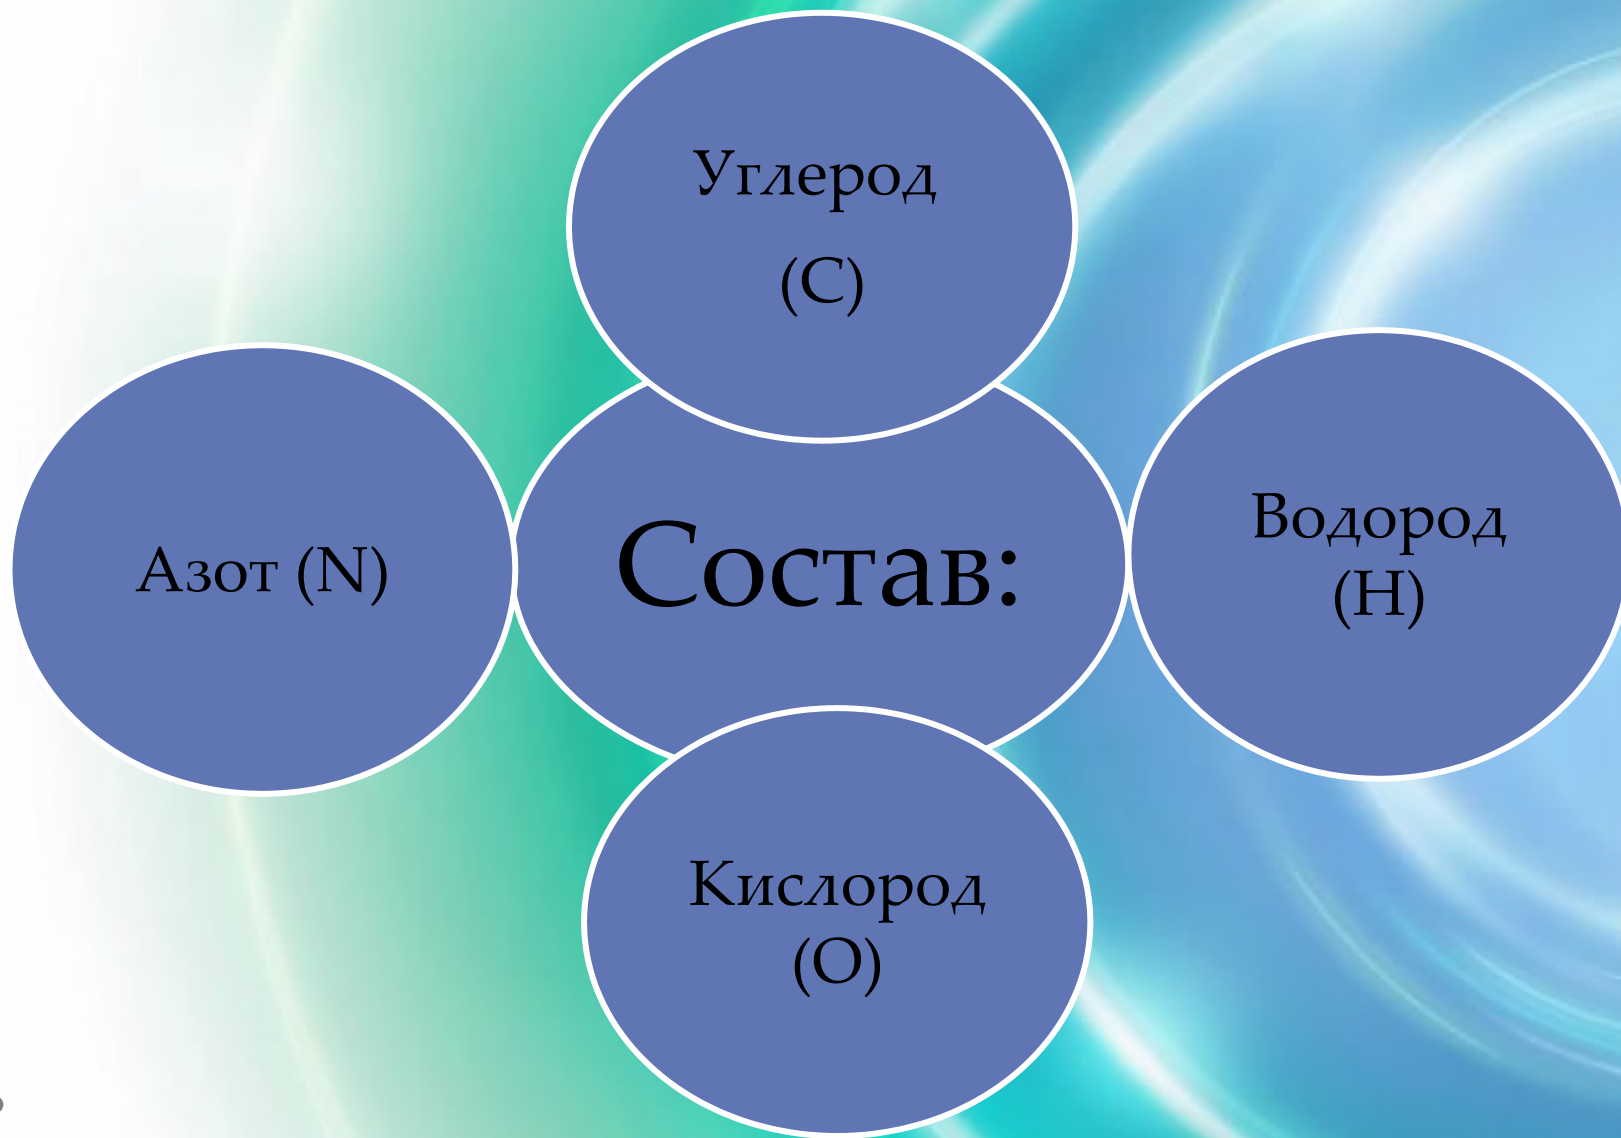 Углерод
(C)
Азот (N)
Состав:
Водород
(H)
Кислород
(O)